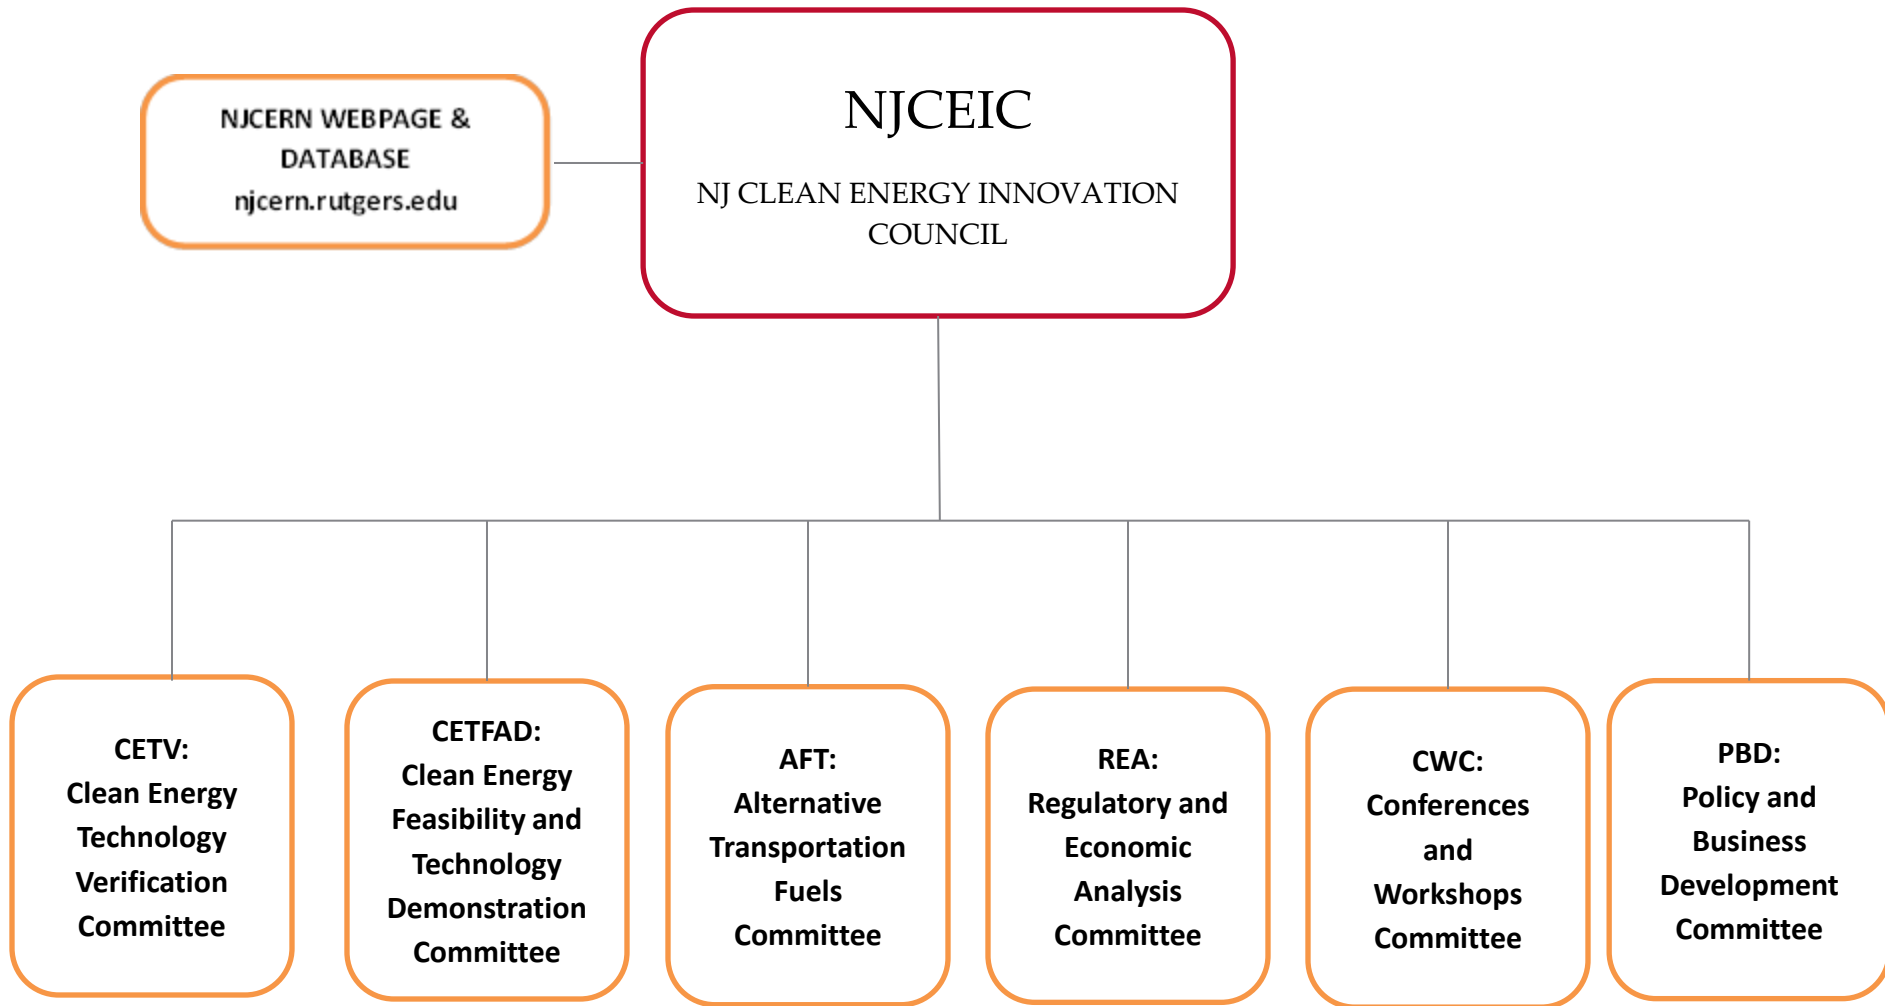 NJCERN WEBPAGE &
DATABASE
njcern.rutgers.edu
NJCEIC
NJ CLEAN ENERGY INNOVATION
COUNCIL
CETV:
Clean Energy
Technology
Verification
Committee
CETFAD:
Clean Energy
Feasibility and
Technology
Demonstration
Committee
AFT:
Alternative
Transportation
Fuels
Committee
REA:
Regulatory and
Economic
Analysis
Committee
CWC:
Conferences
and
Workshops
Committee
PBD:
Policy and
Business
Development
Committee